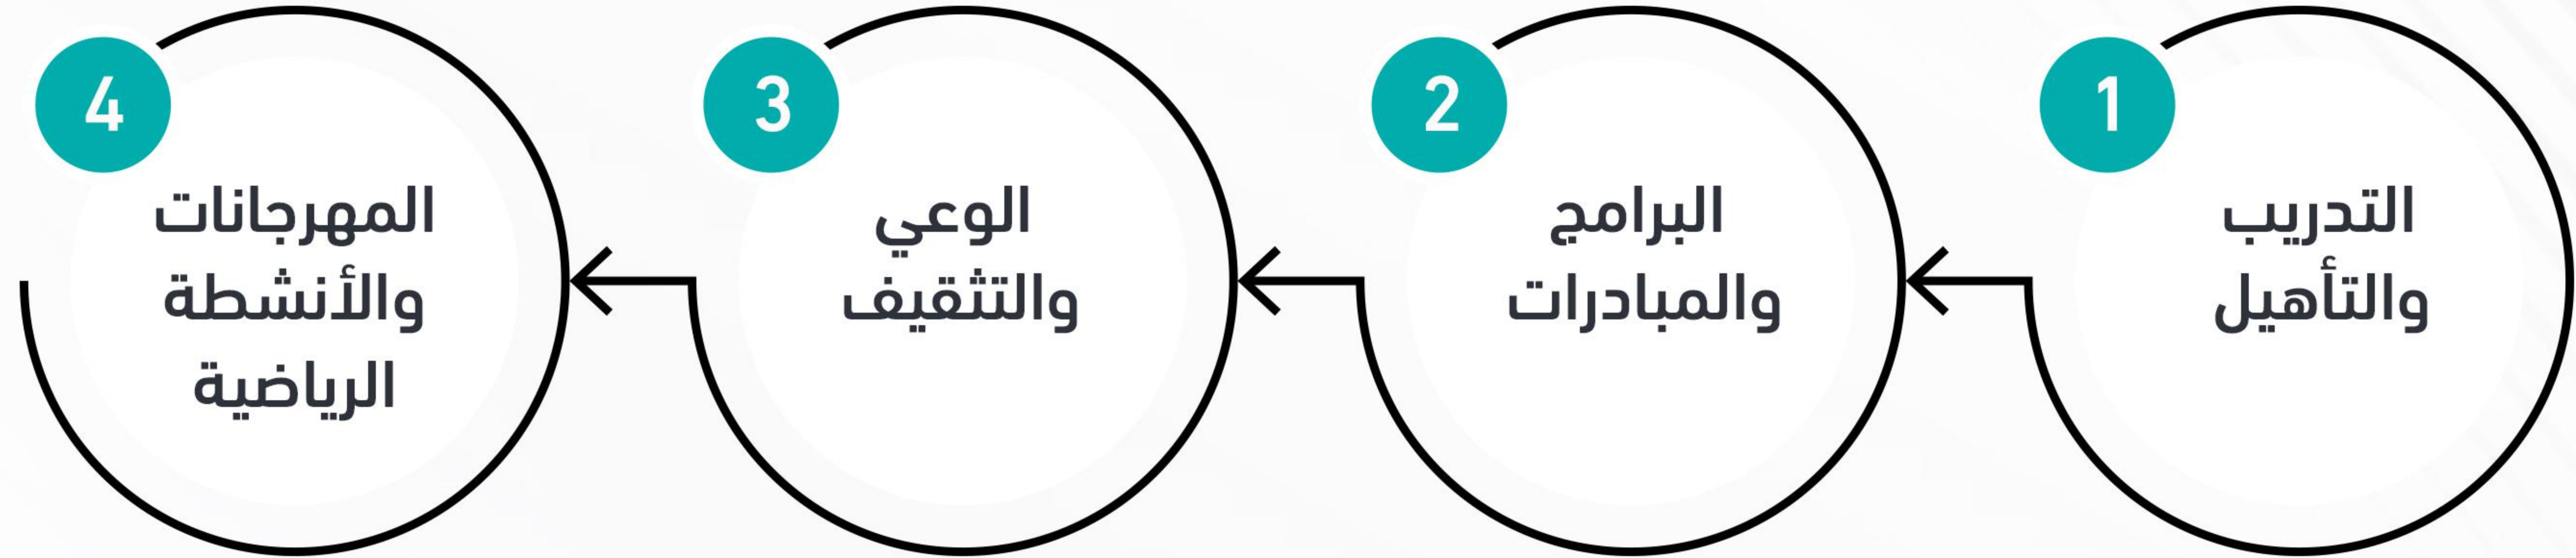 1
التدريب
والتأهيل
2
البرامج
والمبادرات
3
الوعي
والتثقيف
4
المهرجانات
والأنشطة
الرياضية